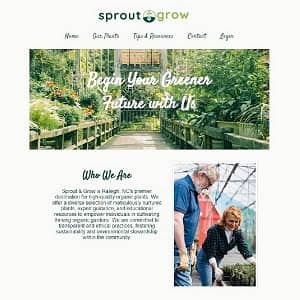 sprout grow
Home Our Plants Tips & Resources Contact Login
Begin Your Greener
Future with Us
Who We Are
Sprout & Grow is Raleigh, NC's premier
destination for high-quality organic plants. We
offer a diverse selection of meticulously nurtured
plants, expert guidance, and educational
resources to empower individuals in cultivating
thriving organic gardens. We are committed to
transparent and ethical practices, fostering
sustainability and environmental stewardship
within the community.